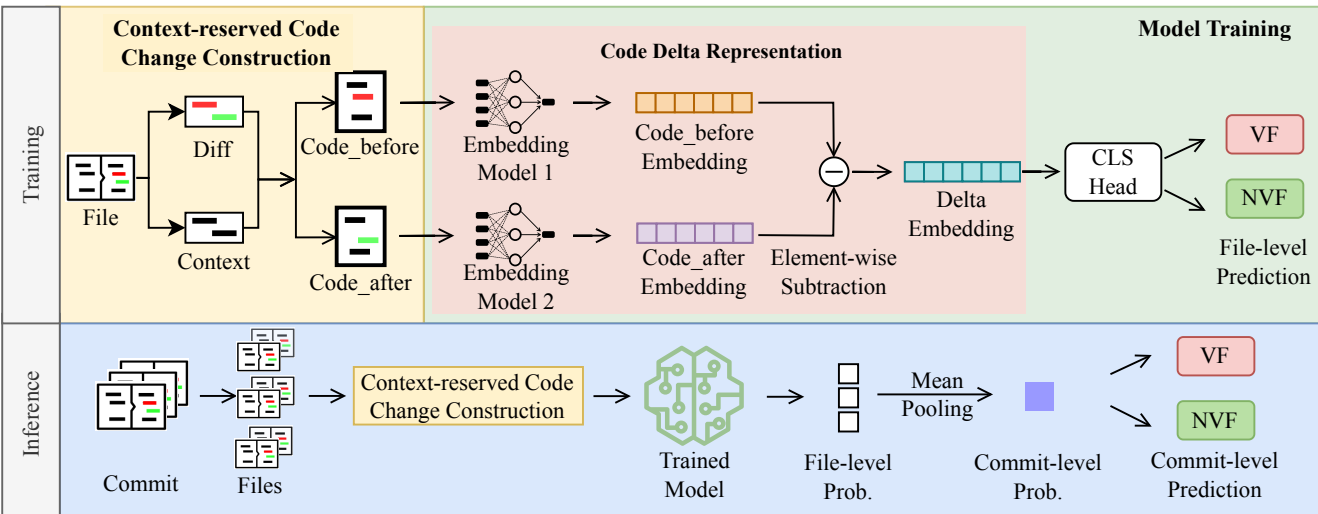 Training
Context-reserved Code
Change Construction
File
Diff
Context
Code_before
Code_after
Code Delta Representation
Embedding
Model 1
Embedding
Model 2
Code_before
Embedding
Code_after
Embedding
Element-wise
Subtraction
Delta
Embedding
Model Training
CLS
Head
VF
NVF
File-level
Prediction
Inference
Commit
Files
Context-reserved Code
Change Construction
Trained
Model
File-level
Prob.
Mean
Pooling
Commit-level
Prob.
VF
NVF
Commit-level
Prediction